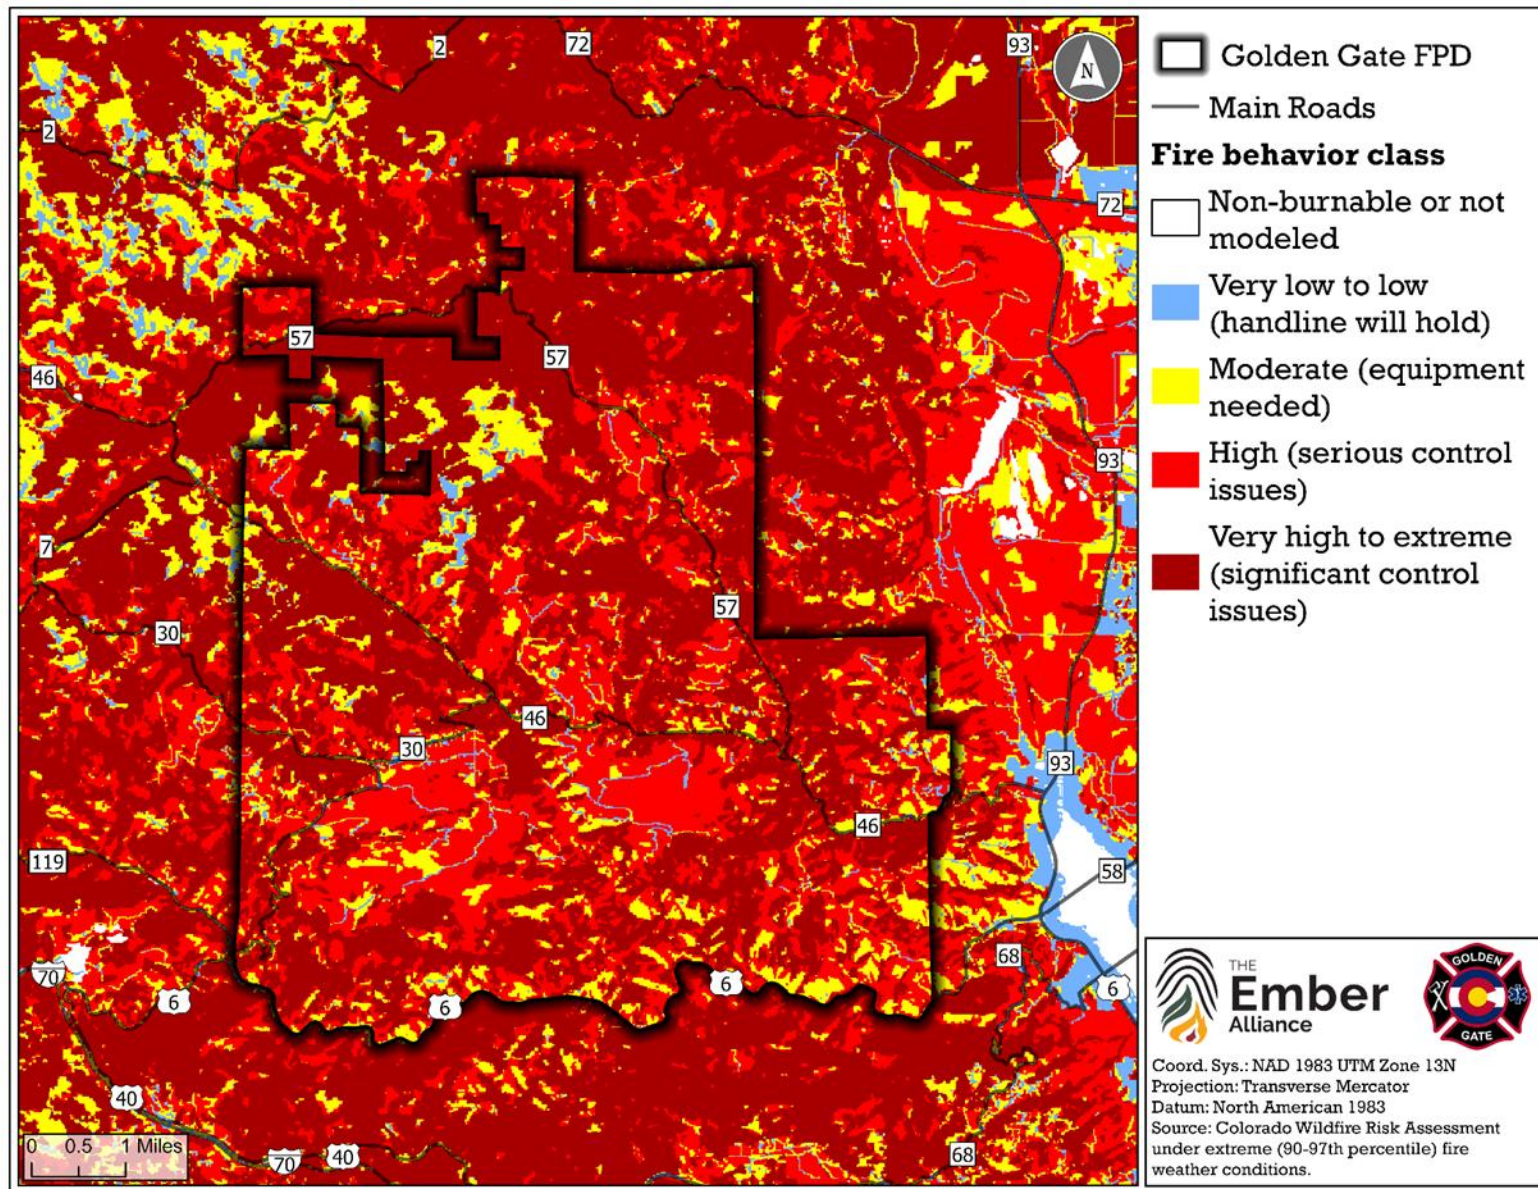 2
72
93
N
2
72
57
46
57
93
7
57
30
46
30
93
46
119
58
68
70
6
6
6
6
40
70
40
68
0 0.5 1 Miles
Golden Gate FPD
Main Roads
Fire behavior class
Non-burnable or not
modeled
Very low to low
(handline will hold)
Moderate (equipment
needed)
High (serious control
issues)
Very high to extreme
(significant control
issues)
THE
Ember
Alliance
GOLDEN
GATE
Coord. Sys.: NAD 1983 UTM Zone 13N
Projection: Transverse Mercator
Datum: North American 1983
Source: Colorado Wildfire Risk Assessment
under extreme (90-97th percentile) fire
weather conditions.